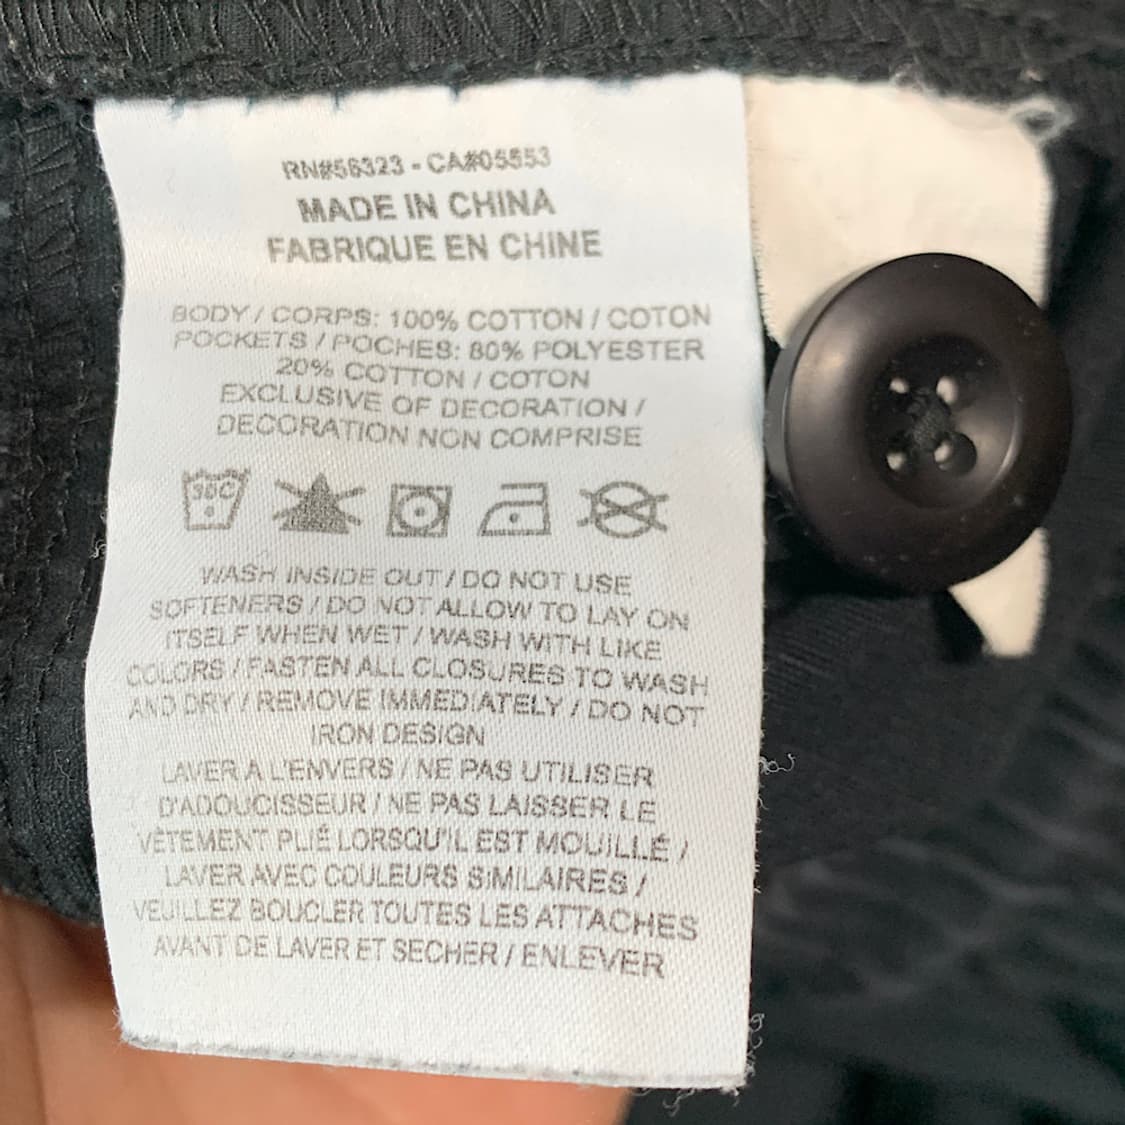 RN#56323 - CA#05553
MADE IN CHINA
FABRIQUE EN CHINE
BODY / CORPS: 100% COTTON / COTON
POCKETS / POCHES: 80% POLYESTER
20% COTTON / COTON
EXCLUSIVE OF DECORATION /
DECORATION NON COMPRISE
WASH INSIDE OUT / DO NOT USE
SOFTENERS / DO NOT ALLOW TO LAY ON
ITSELF WHEN WET / WASH WITH LIKE
COLORS / FASTEN ALL CLOSURES TO WASH
AND DRY / REMOVE IMMEDIATELY / DO NOT
IRON DESIGN
LAVER A L'ENVERS / NE PAS UTILISER
D'ADOUCISSEUR / NE PAS LAISSER LE
VÊTEMENT PLIÉ LORSQU'IL EST MOUILLÉ /
LAVER AVEC COULEURS SIMILAIRES /
VEUILLEZ BOUCLER TOUTES LES ATTACHES
AVANT DE LAVER ET SECHER / ENLEVER